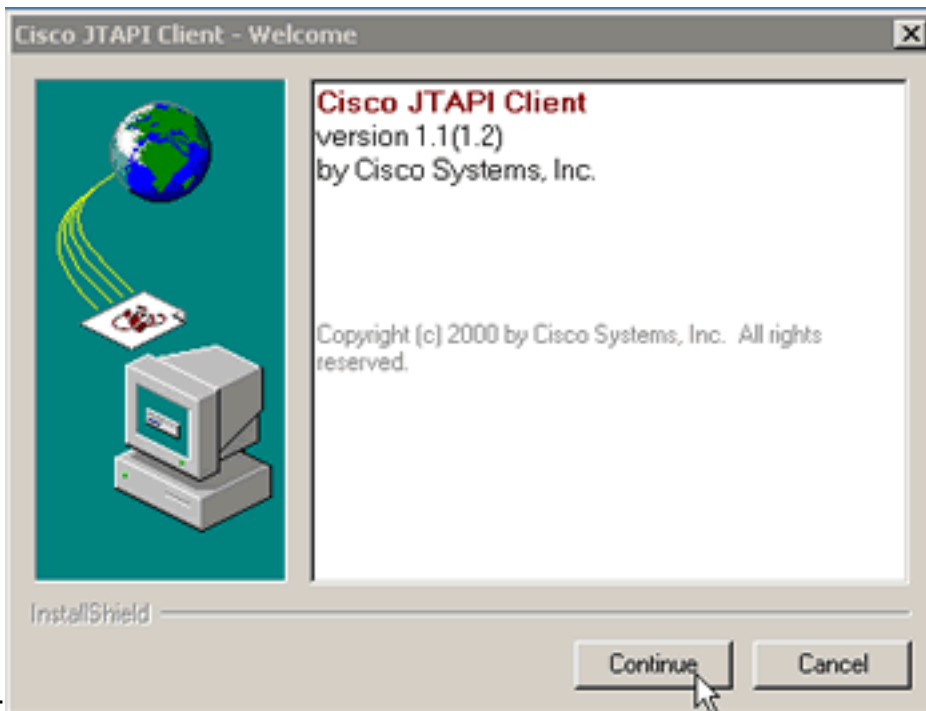 Cisco JTAPI Client - Welcome
Cisco JTAPI Client
version 1.1(1.2)
by Cisco Systems, Inc.
Copyright (c) 2000 by Cisco Systems, Inc. All rights
reserved.
InstallShield
Continue
Cancel